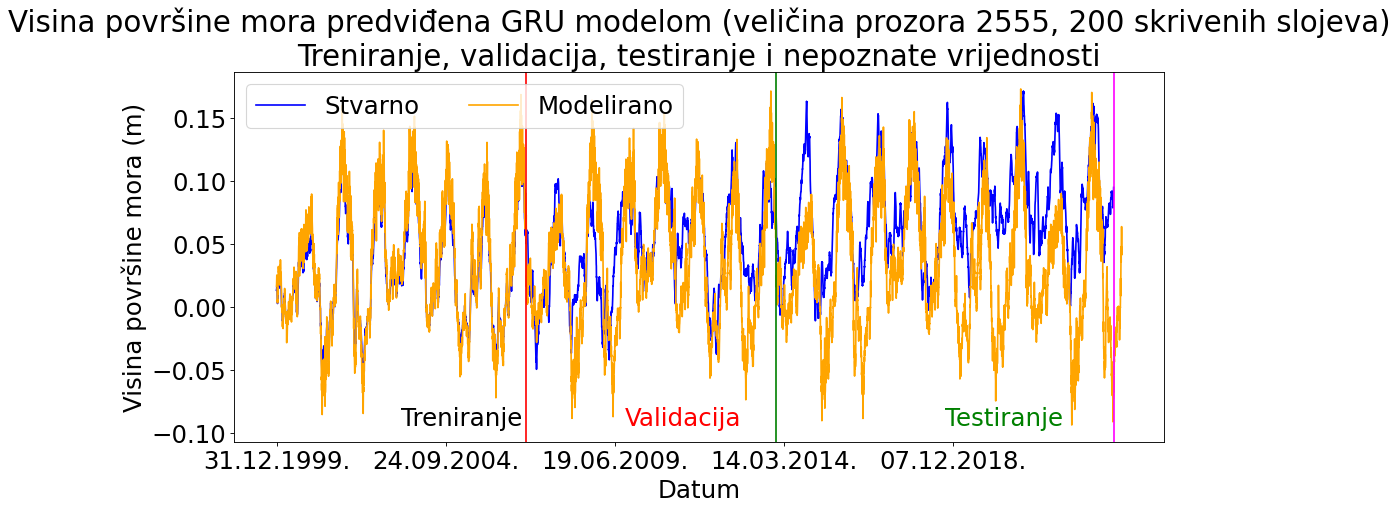 Visina površine mora predviđena GRU modelom (veličina prozora 2555, 200 skrivenih slojeva)
Treniranje, validacija, testiranje i nepoznate vrijednosti
Stvarno Modelirano
Visina površine mora (m)
0.15
0.10
0.05
0.00
−0.05
−0.10
Treniranje Validacija Testiranje
31.12.1999. 24.09.2004. 19.06.2009. 14.03.2014. 07.12.2018.
Datum